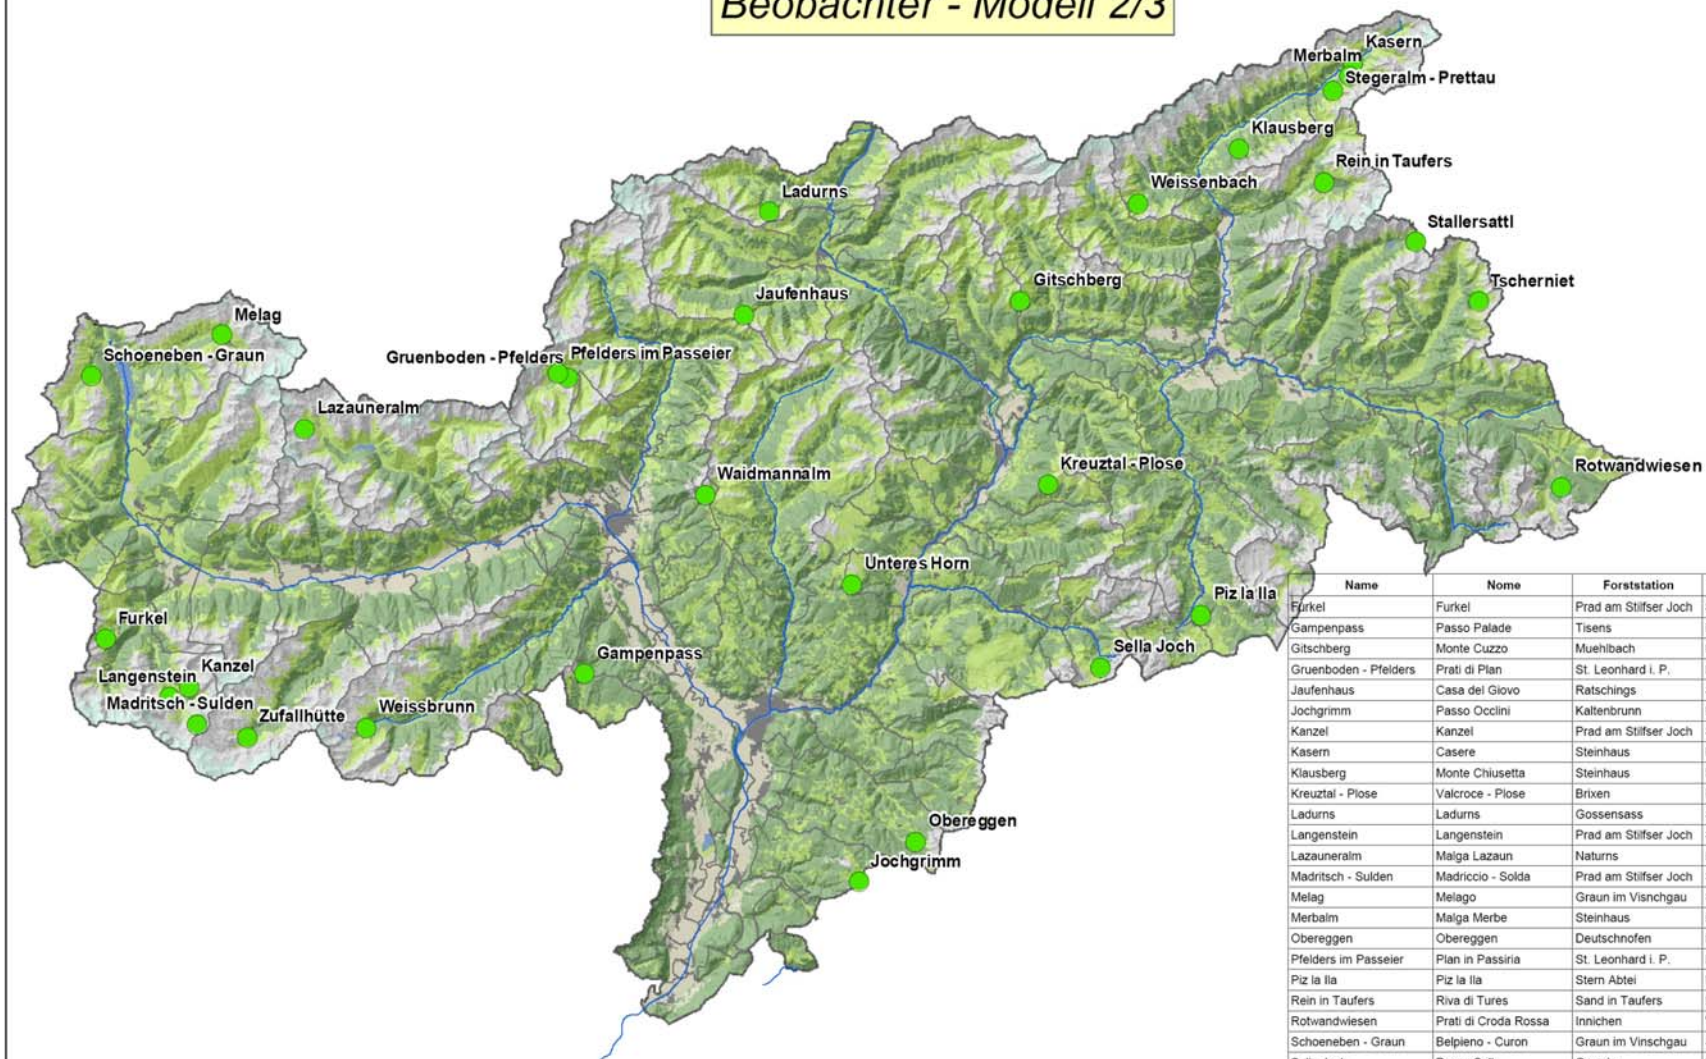 Beobachter - Modell 2/3
Kasern
Merbalm
Stegeralm - Prettau
Klausberg
Rein in Taufers
Weissenbach
Ladurns
Stallersattl
Gitschberg
Tscherniet
Jaufenhaus
Melag
Schoeneben - Graun
Gruenboden - Pfelders
Pfelders im Passeier
Lazauneralm
Kreuztal - Plose
Rotwandwiesen
Waidmannalm
Unteres Horn
Piz la Ila
Furkel
Sella Joch
Gampenpass
Kanzel
Langenstein
Madritsch - Sulden
Zufallhütte
Weissbrunn
Obereggen
Jochgrimm
Name Nome Forststation
Furkel Furkel Prad am Stilfser Joch
Gampenpass Passo Palade Tisens
Gitschberg Monte Cuzzo Muehlbach
Gruenboden - Pfelders Prati di Plan St. Leonhard i. P.
Jaufenhaus Casa del Giovo Ratschings
Jochgrimm Passo Occlini Kaltenbrunn
Kanzel Kanzel Prad am Stilfser Joch
Kasern Casere Steinhaus
Klausberg Monte Chiusetta Steinhaus
Kreuztal - Plose Valcroce - Plose Brixen
Ladurns Ladurns Gossensass
Langenstein Langenstein Prad am Stilfser Joch
Lazauneralm Malga Lazaun Naturns
Madritsch - Sulden Madriccio - Solda Prad am Stilfser Joch
Melag Melago Graun im Visnchgau
Merbalm Malga Merbe Steinhaus
Obereggen Obereggen Deutschnofen
Pfelders im Passeier Plan in Passiria St. Leonhard i. P.
Piz la Ila Piz la Ila Stern Abtei
Rein in Taufers Riva di Tures Sand in Taufers
Rotwandwiesen Prati di Croda Rossa Innichen
Schoeneben - Graun Belpieno - Curon Graun im Vinschgau